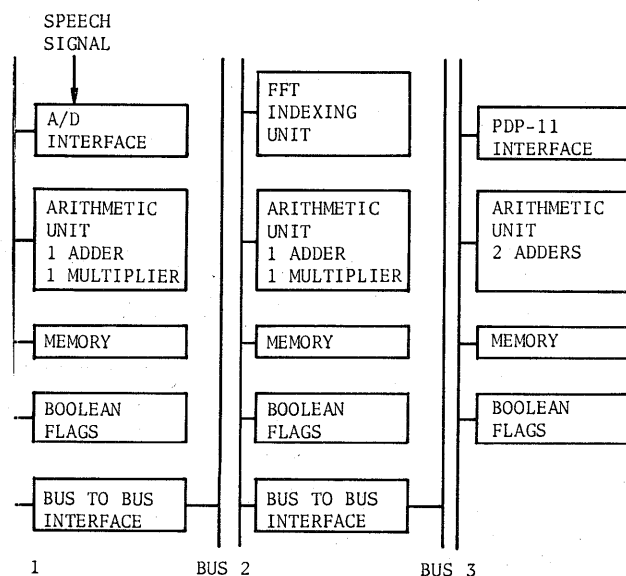 SPEECH
SIGNAL
A/D
INTERFACE
ARITHMETIC
UNIT
1 ADDER
1 MULTIPLIER
MEMORY
BOOLEAN
FLAGS
BUS TO BUS
INTERFACE
1
FFT
INDEXING
UNIT
ARITHMETIC
UNIT
1 ADDER
1 MULTIPLIER
MEMORY
BOOLEAN
FLAGS
BUS TO BUS
INTERFACE
BUS 2
PDP-11
INTERFACE
ARITHMETIC
UNIT
2 ADDERS
MEMORY
BOOLEAN
FLAGS
BUS 3